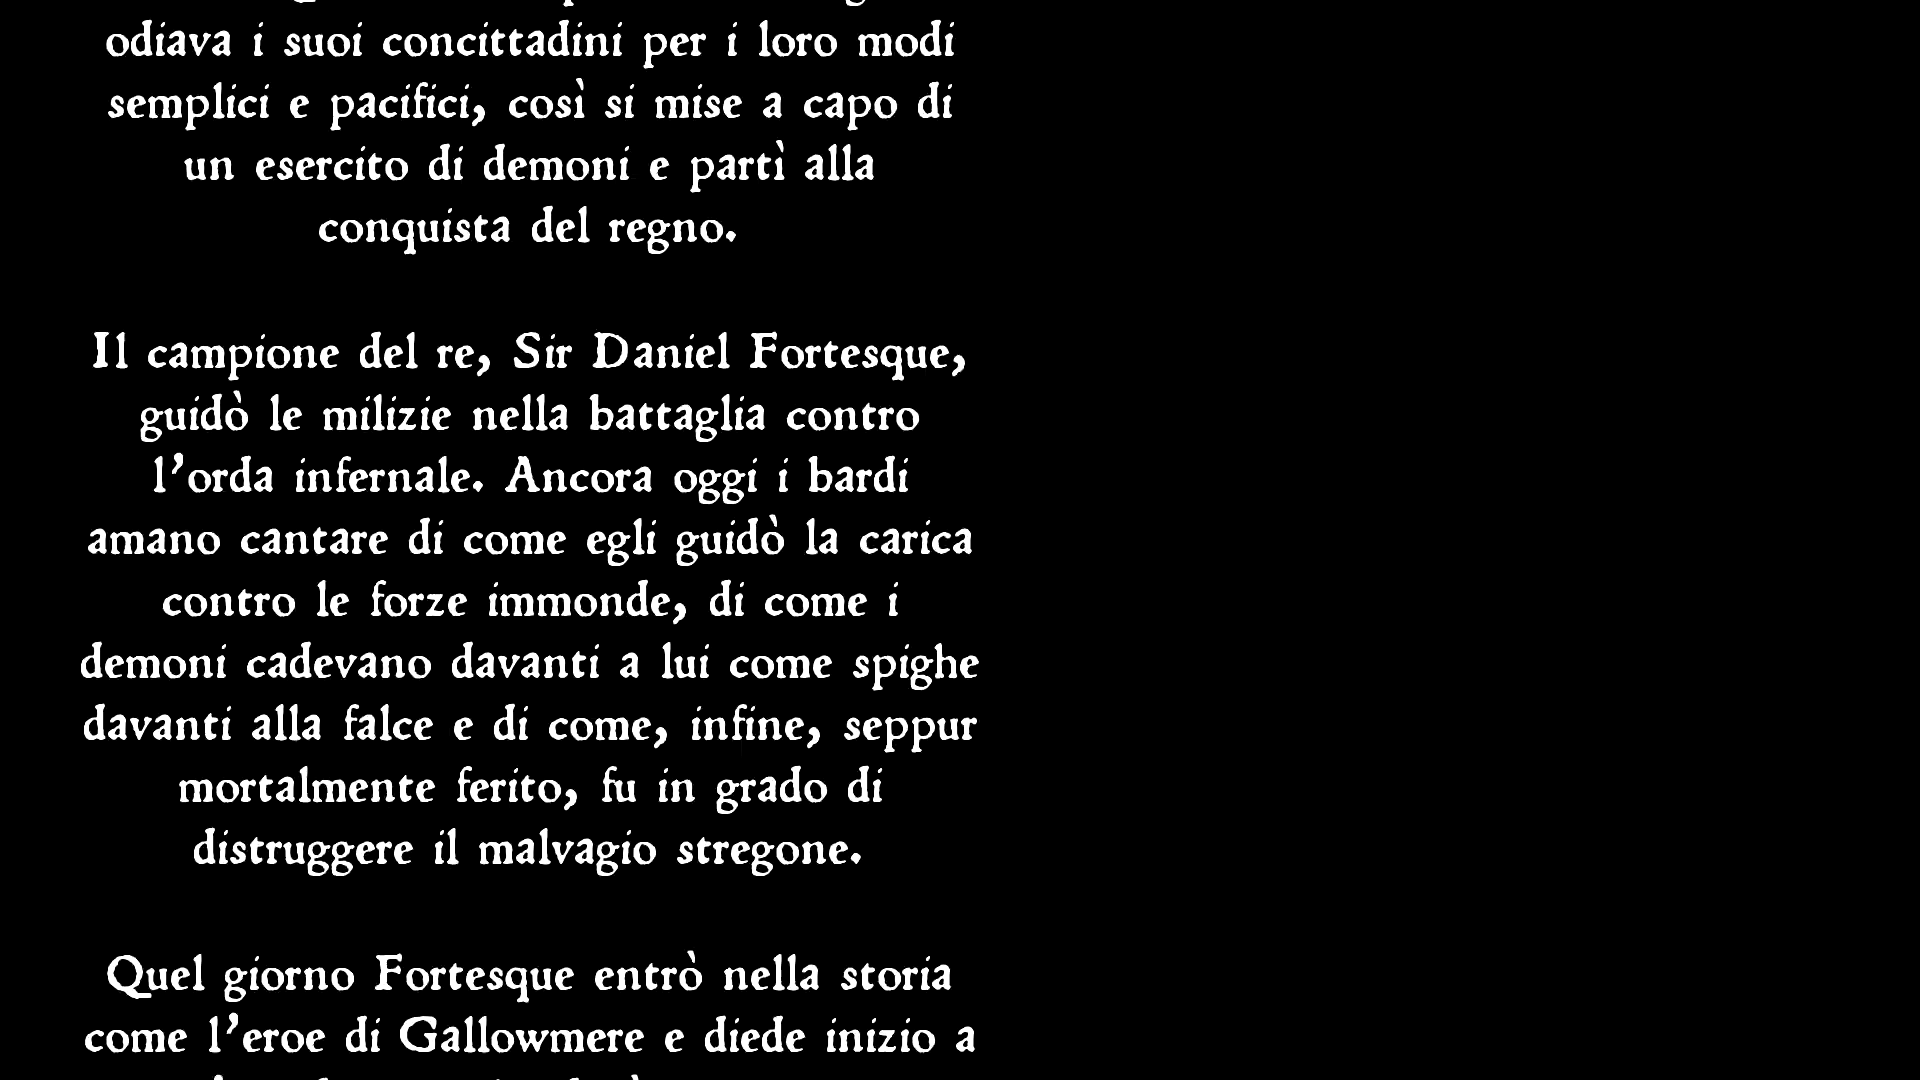 odiava i suoi concittadini per i loro modi
semplici e pacifici, così si mise a capo di
un esercito di demoni e partì alla
conquista del regno.
Il campione del re, Sir Daniel Fortesque,
guidò le milizie nella battaglia contro
l'orda infernale. Ancora oggi i bardi
amano cantare di come egli guidò la carica
contro le forze immonde, di come i
demoni cadevano davanti a lui come spighe
davanti alla falce e di come, infine, seppur
mortalmente ferito, fu in grado di
distruggere il malvagio stregone.
Quel giorno Fortesque entrò nella storia
come l'eroe di Gallowmere e diede inizio a